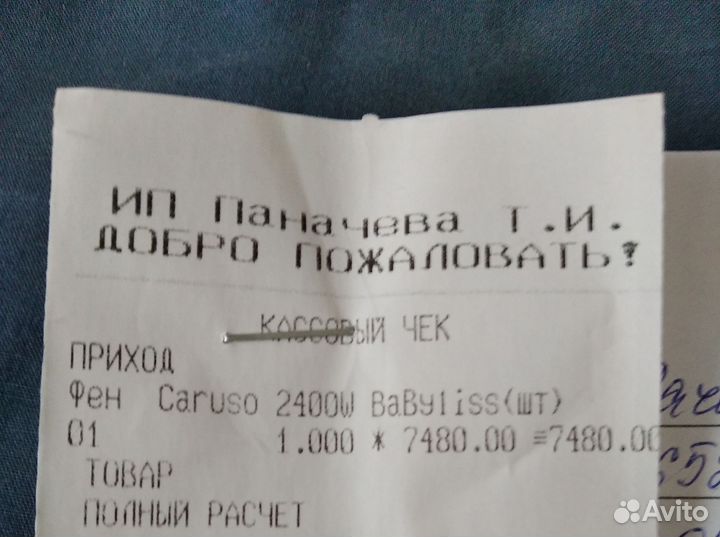 ИП Паначева Т.И.
ДОБРО ПОЖАЛОВАТЬ!
КАССОВЫЙ ЧЕК
ПРИХОД
Фен Caruso 2400W BaByliss(шт)
01 1.000 * 7480.00 =7480.00
ТОВАР
ПОЛНЫЙ РАСЧЕТ
Avito